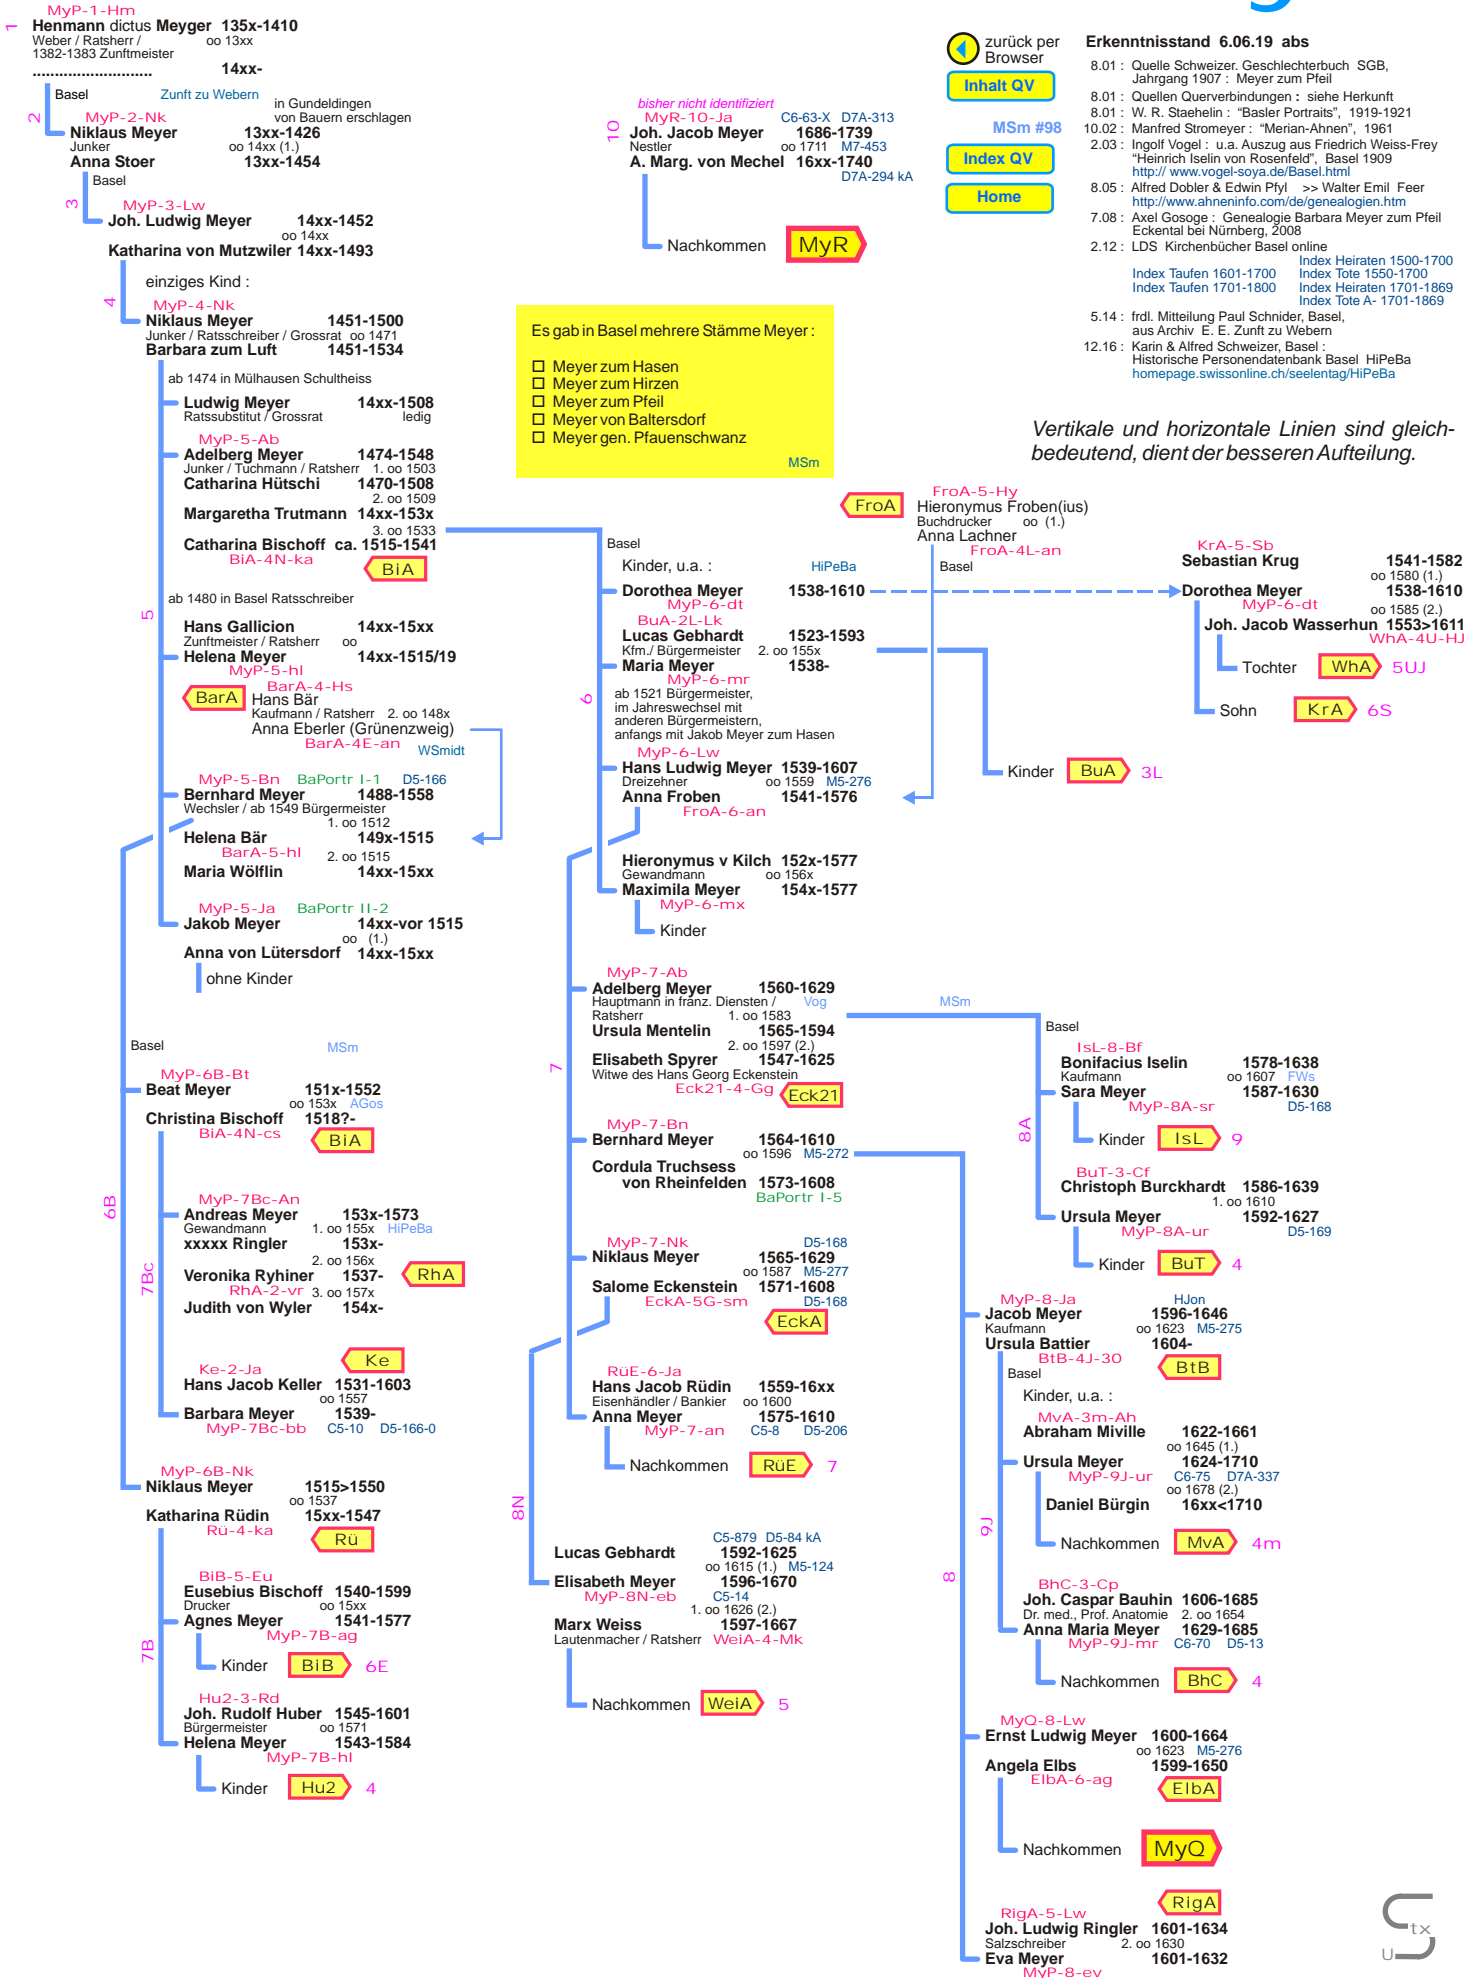 MyP-1-Hm
1
Henmann dictus Meyger 135x-1410
Weber / Ratsherr / oo 13xx
1382-1383 Zunftmeister
........................... 14xx-
Basel Zunft zu Webern
in Gundeldingen
von Bauern erschlagen
2
MyP-2-Nk
Niklaus Meyer 13xx-1426
Junker oo 14xx (1.)
Anna Stoer 13xx-1454
Basel
3
MyP-3-Lw
Joh. Ludwig Meyer 14xx-1452
oo 14xx
Katharina von Mutzwiler 14xx-1493
einziges Kind :
4
MyP-4-Nk
Niklaus Meyer 1451-1500
Junker / Ratsschreiber / Grossrat oo 1471
Barbara zum Luft 1451-1534
ab 1474 in Mülhausen Schultheiss
Ludwig Meyer 14xx-1508
Ratssubstitut / Grossrat ledig
MyP-5-Ab
Adelberg Meyer 1474-1548
Junker / Tuchmann / Ratsherr 1. oo 1503
Catharina Hütschi 1470-1508
2. oo 1509
Margaretha Trutmann 14xx-153x
3. oo 1533
Catharina Bischoff ca. 1515-1541
BiA-4N-ka
BiA
ab 1480 in Basel Ratsschreiber
5
Hans Gallicion 14xx-15xx
Zunftmeister / Ratsherr oo
Helena Meyer 14xx-1515/19
MyP-5-hl
BarA
BarA-4-Hs
Hans Bär
Kaufmann / Ratsherr 2. oo 148x
Anna Eberler (Grünenzweig)
BarA-4E-an
WSmidt
MyP-5-Bn BaPortr I-1 D5-166
Bernhard Meyer 1488-1558
Wechsler / ab 1549 Bürgermeister
1. oo 1512
Helena Bär 149x-1515
BarA-5-hl 2. oo 1515
Maria Wölflin 14xx-15xx
MyP-5-Ja BaPortr II-2
Jakob Meyer 14xx-vor 1515
oo (1.)
Anna von Lütersdorf 14xx-15xx
ohne Kinder
Basel MSm
MyP-6B-Bt
Beat Meyer 151x-1552
oo 153x AGos
Christina Bischoff 1518?-
BiA-4N-cs
BiA
6B
MyP-7Bc-An
Andreas Meyer 153x-1573
Gewandmann 1. oo 155x HiPeBa
xxxxx Ringler 153x-
2. oo 156x
Veronika Ryhiner 1537-
RhA
RhA-2-vr 3. oo 157x
Judith von Wyler 154x-
7Bc
Ke
Ke-2-Ja
Hans Jacob Keller 1531-1603
oo 1557
Barbara Meyer 1539-
MyP-7Bc-bb C5-10 D5-166-0
MyP-6B-Nk
Niklaus Meyer 1515>1550
oo 1537
Katharina Rüdin 15xx-1547
Rü-4-ka
Rü
BiB-5-Eu
Eusebius Bischoff 1540-1599
Drucker oo 15xx
Agnes Meyer 1541-1577
MyP-7B-ag
7B
Kinder BiB 6E
Hu2-3-Rd
Joh. Rudolf Huber 1545-1601
Bürgermeister oo 1571
Helena Meyer 1543-1584
MyP-7B-hl
Kinder Hu2 4
bisher nicht identifiziert
10
MyR-10-Ja C6-63-X D7A-313
Joh. Jacob Meyer 1686-1739
Nestler oo 1711 M7-453
A. Marg. von Mechel 16xx-1740
D7A-294 kA
Nachkommen MyR
Es gab in Basel mehrere Stämme Meyer :
Meyer zum Hasen
Meyer zum Hirzen
Meyer zum Pfeil
Meyer von Baltersdorf
Meyer gen. Pfauenschwanz
MSm
Basel
Kinder, u.a. : HiPeBa
Dorothea Meyer 1538-1610
MyP-6-dt
BuA-2L-Lk
Lucas Gebhardt 1523-1593
Kfm./ Bürgermeister 2. oo 155x
Maria Meyer 1538-
MyP-6-mr
6
ab 1521 Bürgermeister,
im Jahreswechsel mit
anderen Bürgermeistern,
anfangs mit Jakob Meyer zum Hasen
MyP-6-Lw
Hans Ludwig Meyer 1539-1607
Dreizehner oo 1559 M5-276
Anna Froben 1541-1576
FroA-6-an
Hieronymus v Kilch 152x-1577
Gewandmann oo 156x
Maximila Meyer 154x-1577
MyP-6-mx
Kinder
MyP-7-Ab
Adelberg Meyer 1560-1629
Hauptmann in franz. Diensten / Vog
Ratsherr 1. oo 1583
Ursula Mentelin 1565-1594
2. oo 1597 (2.)
Elisabeth Spyrer 1547-1625
Witwe des Hans Georg Eckenstein
Eck21-4-Gg
Eck21
7
MyP-7-Bn
Bernhard Meyer 1564-1610
oo 1596 M5-272
Cordula Truchsess
von Rheinfelden 1573-1608
BaPortr I-5
MyP-7-Nk D5-168
Niklaus Meyer 1565-1629
oo 1587 M5-277
Salome Eckenstein 1571-1608
EckA-5G-sm D5-168
EckA
RüE-6-Ja
Hans Jacob Rüdin 1559-16xx
Eisenhändler / Bankier oo 1600
Anna Meyer 1575-1610
MyP-7-an C5-8 D5-206
Nachkommen RüE 7
8N
C5-879 D5-84 kA
Lucas Gebhardt 1592-1625
oo 1615 (1.) M5-124
Elisabeth Meyer 1596-1670
MyP-8N-eb C5-14
1. oo 1626 (2.)
Marx Weiss 1597-1667
Lautenmacher / Ratsherr WeiA-4-Mk
Nachkommen WeiA 5
zurück per
Browser
Inhalt QV
MSm #98
Index QV
Home
Erkenntnisstand 6.06.19 abs
8.01 : Quelle Schweizer. Geschlechterbuch SGB,
Jahrgang 1907 : Meyer zum Pfeil
8.01 : Quellen Querverbindungen : siehe Herkunft
8.01 : W. R. Staehelin : "Basler Portraits", 1919-1921
10.02 : Manfred Stromeyer : "Merian-Ahnen", 1961
2.03 : Ingolf Vogel : u.a. Auszug aus Friedrich Weiss-Frey
"Heinrich Iselin von Rosenfeld", Basel 1909
http:// www.vogel-soya.de/Basel.html
8.05 : Alfred Dobler & Edwin Pfyl >> Walter Emil Feer
http://www.ahneninfo.com/de/genealogien.htm
7.08 : Axel Gosoge : Genealogie Barbara Meyer zum Pfeil
Eckental bei Nürnberg, 2008
2.12 : LDS Kirchenbücher Basel online
Index Heiraten 1500-1700
Index Taufen 1601-1700 Index Tote 1550-1700
Index Taufen 1701-1800 Index Heiraten 1701-1869
Index Tote A- 1701-1869
5.14 : frdl. Mitteilung Paul Schnider, Basel,
aus Archiv E. E. Zunft zu Webern
12.16 : Karin & Alfred Schweizer, Basel :
Historische Personendatenbank Basel HiPeBa
homepage.swissonline.ch/seelentag/HiPeBa
Vertikale und horizontale Linien sind gleich-
bedeutend, dient der besseren Aufteilung.
FroA
FroA-5-Hy
Hieronymus Froben(ius)
Buchdrucker oo (1.)
Anna Lachner
FroA-4L-an
Basel
KrA-5-Sb
Sebastian Krug 1541-1582
oo 1580 (1.)
Dorothea Meyer 1538-1610
MyP-6-dt oo 1585 (2.)
Joh. Jacob Wasserhun 1553>1611
WhA-4U-HJ
Tochter WhA 5UJ
Sohn KrA 6S
Kinder BuA 3L
MSm
Basel
IsL-8-Bf
Bonifacius Iselin 1578-1638
Kaufmann oo 1607 FWs
Sara Meyer 1587-1630
MyP-8A-sr D5-168
8A
Kinder IsL 9
BuT-3-Cf
Christoph Burckhardt 1586-1639
1. oo 1610
Ursula Meyer 1592-1627
MyP-8A-ur D5-169
Kinder BuT 4
MyP-8-Ja HJon
Jacob Meyer 1596-1646
Kaufmann oo 1623 M5-275
Ursula Battier 1604-
BtB-4J-30
BtB
Basel
Kinder, u.a. :
MvA-3m-Ah
Abraham Miville 1622-1661
oo 1645 (1.)
Ursula Meyer 1624-1710
MyP-9J-ur C6-75 D7A-337
oo 1678 (2.)
Daniel Bürgin 16xx<1710
9J
Nachkommen MvA 4m
8
BhC-3-Cp
Joh. Caspar Bauhin 1606-1685
Dr. med., Prof. Anatomie 2. oo 1654
Anna Maria Meyer 1629-1685
MyP-9J-mr C6-70 D5-13
Nachkommen BhC 4
MyQ-8-Lw
Ernst Ludwig Meyer 1600-1664
oo 1623 M5-276
Angela Elbs 1599-1650
ElbA-6-ag
ElbA
Nachkommen MyQ
RigA
RigA-5-Lw
Joh. Ludwig Ringler 1601-1634
Salzschreiber 2. oo 1630
Eva Meyer 1601-1632
MyP-8-ev
S tx
U